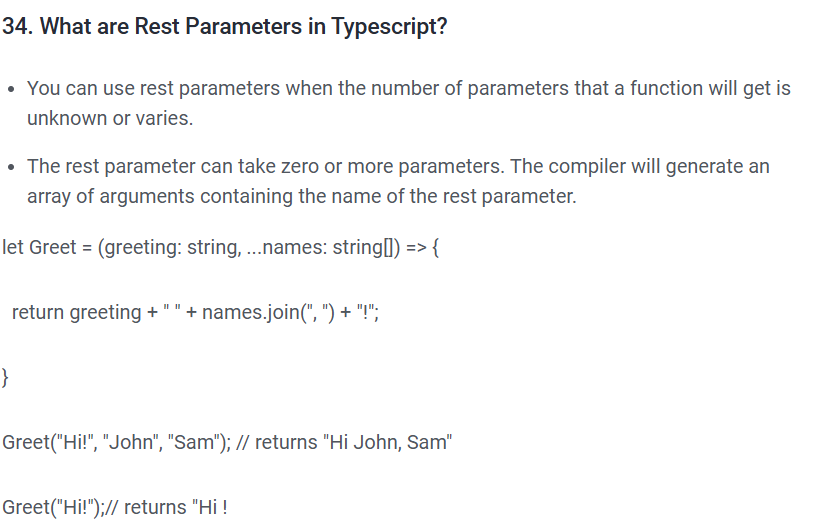 34. What are Rest Parameters in Typescript?
• You can use rest parameters when the number of parameters that a function will get is
unknown or varies.
• The rest parameter can take zero or more parameters. The compiler will generate an
array of arguments containing the name of the rest parameter.
let Greet = (greeting: string, ...names: string[]) => {
return greeting + " " + names.join(", ") + "!";
}
Greet("Hi!", "John", "Sam"); // returns "Hi John, Sam"
Greet("Hi!");// returns "Hi !